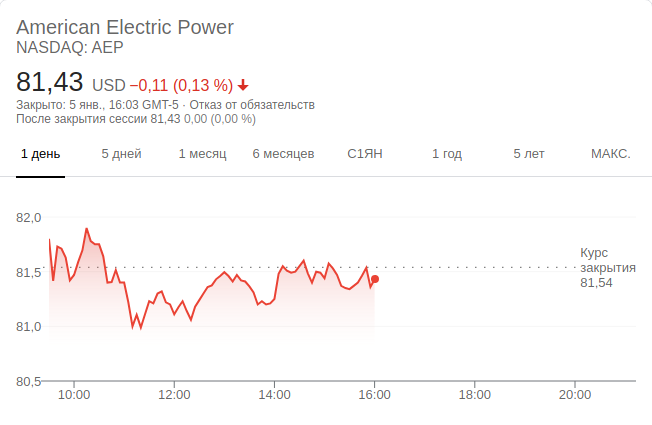 American Electric Power
NASDAQ: AEP
81,43 USD −0,11 (0,13 %)
Закрыто: 5 янв., 16:03 GMT-5 · Отказ от обязательств
После закрытия сессии 81,43 0,00 (0,00 %)
1 день 5 дней 1 месяц 6 месяцев С1ЯН 1 год 5 лет МАКС.
82,0
Курс
закрытия
81,54
81,5
81,0
80,5
10:00 12:00 14:00 16:00 18:00 20:00